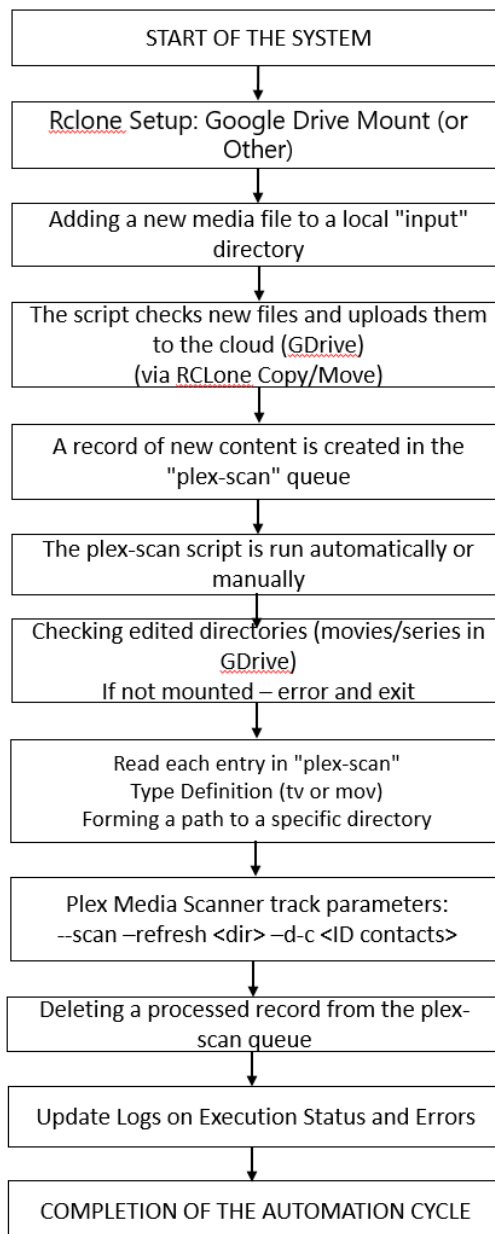 START OF THE SYSTEM
Rclone Setup: Google Drive Mount (or
Other)
Adding a new media file to a local "input"
directory
The script checks new files and uploads them
to the cloud (GDrive)
(via RCLone Copy/Move)
A record of new content is created in the
"plex-scan" queue
The plex-scan script is run automatically or
manually
Checking edited directories (movies/series in
GDrive)
If not mounted – error and exit
Read each entry in "plex-scan"
Type Definition (tv or mov)
Forming a path to a specific directory
Plex Media Scanner track parameters:
--scan –refresh <dir> –d-c <ID contacts>
Deleting a processed record from the plex-
scan queue
Update Logs on Execution Status and Errors
COMPLETION OF THE AUTOMATION CYCLE